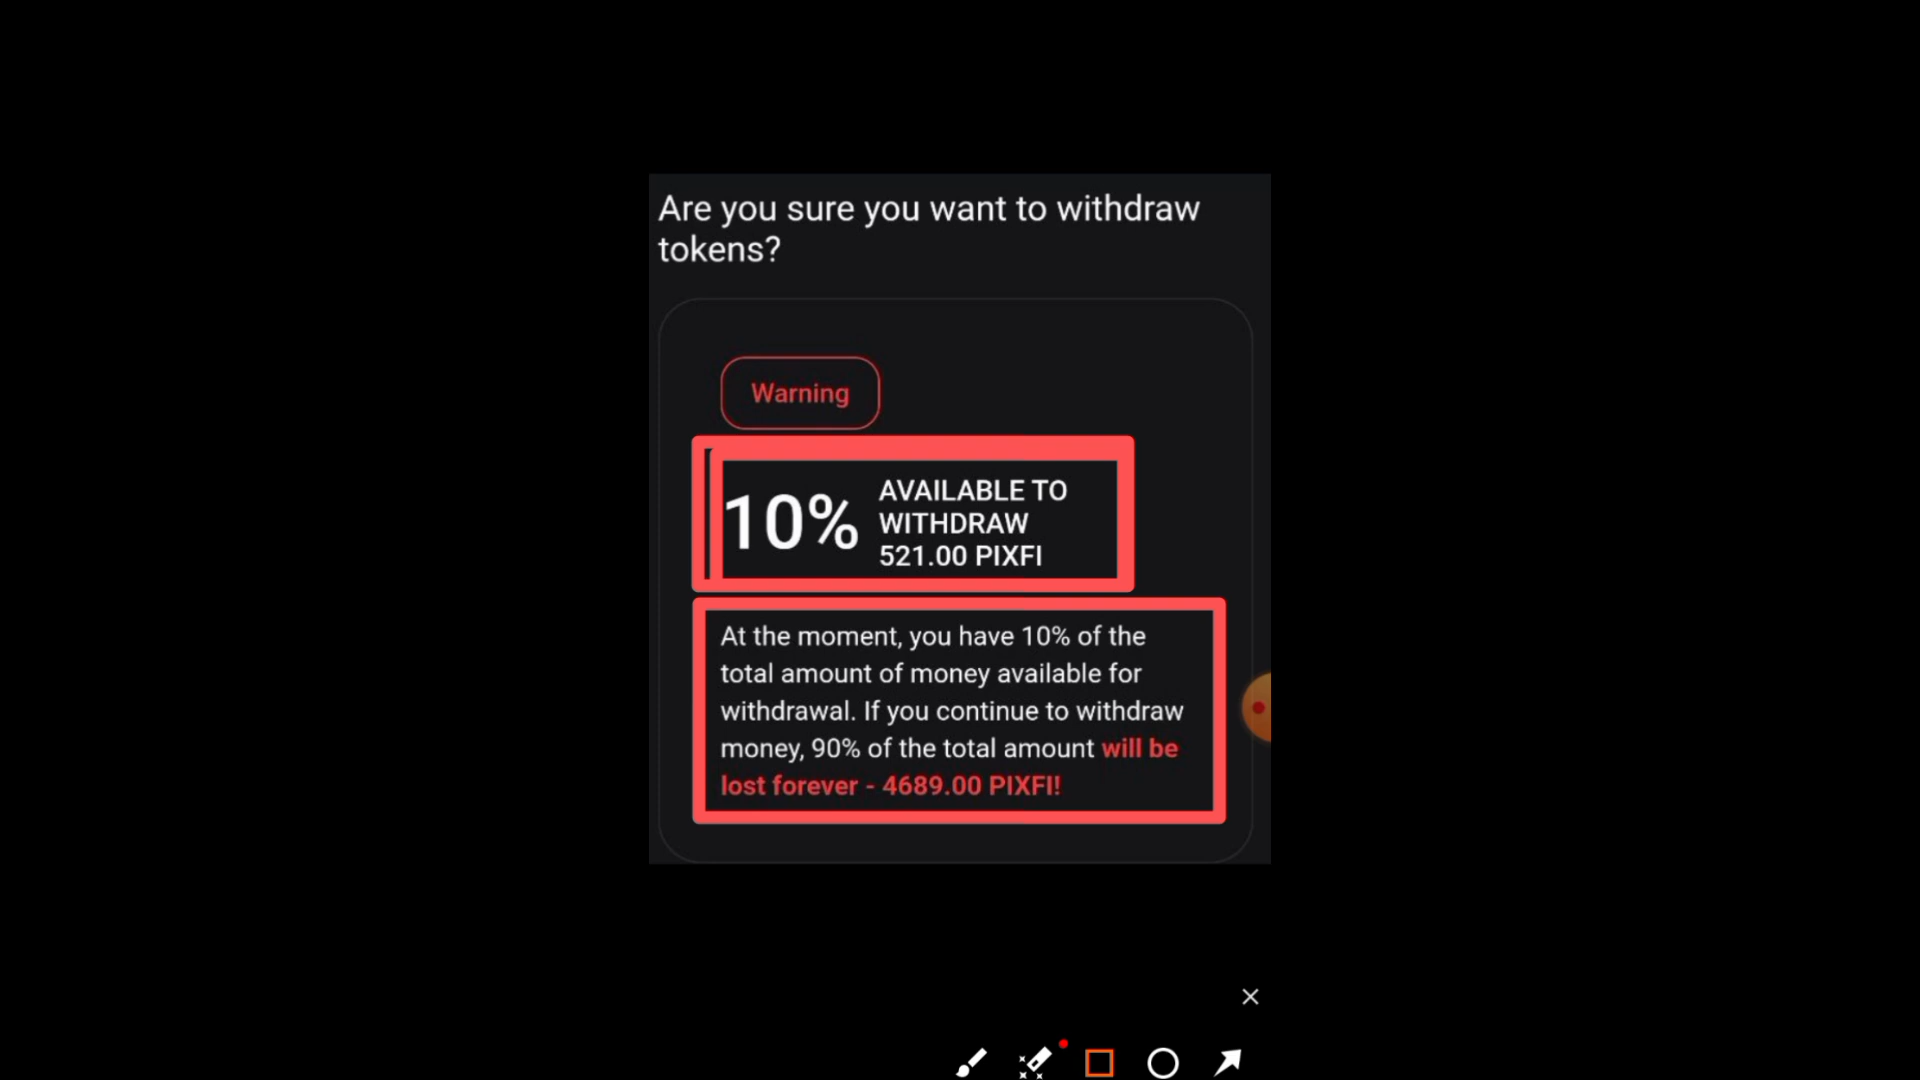 Are you sure you want to withdraw
tokens?
Warning
10%
AVAILABLE TO
WITHDRAW
521.00 PIXFI
At the moment, you have 10% of the
total amount of money available for
withdrawal. If you continue to withdraw
money, 90% of the total amount will be
lost forever - 4689.00 PIXFI!